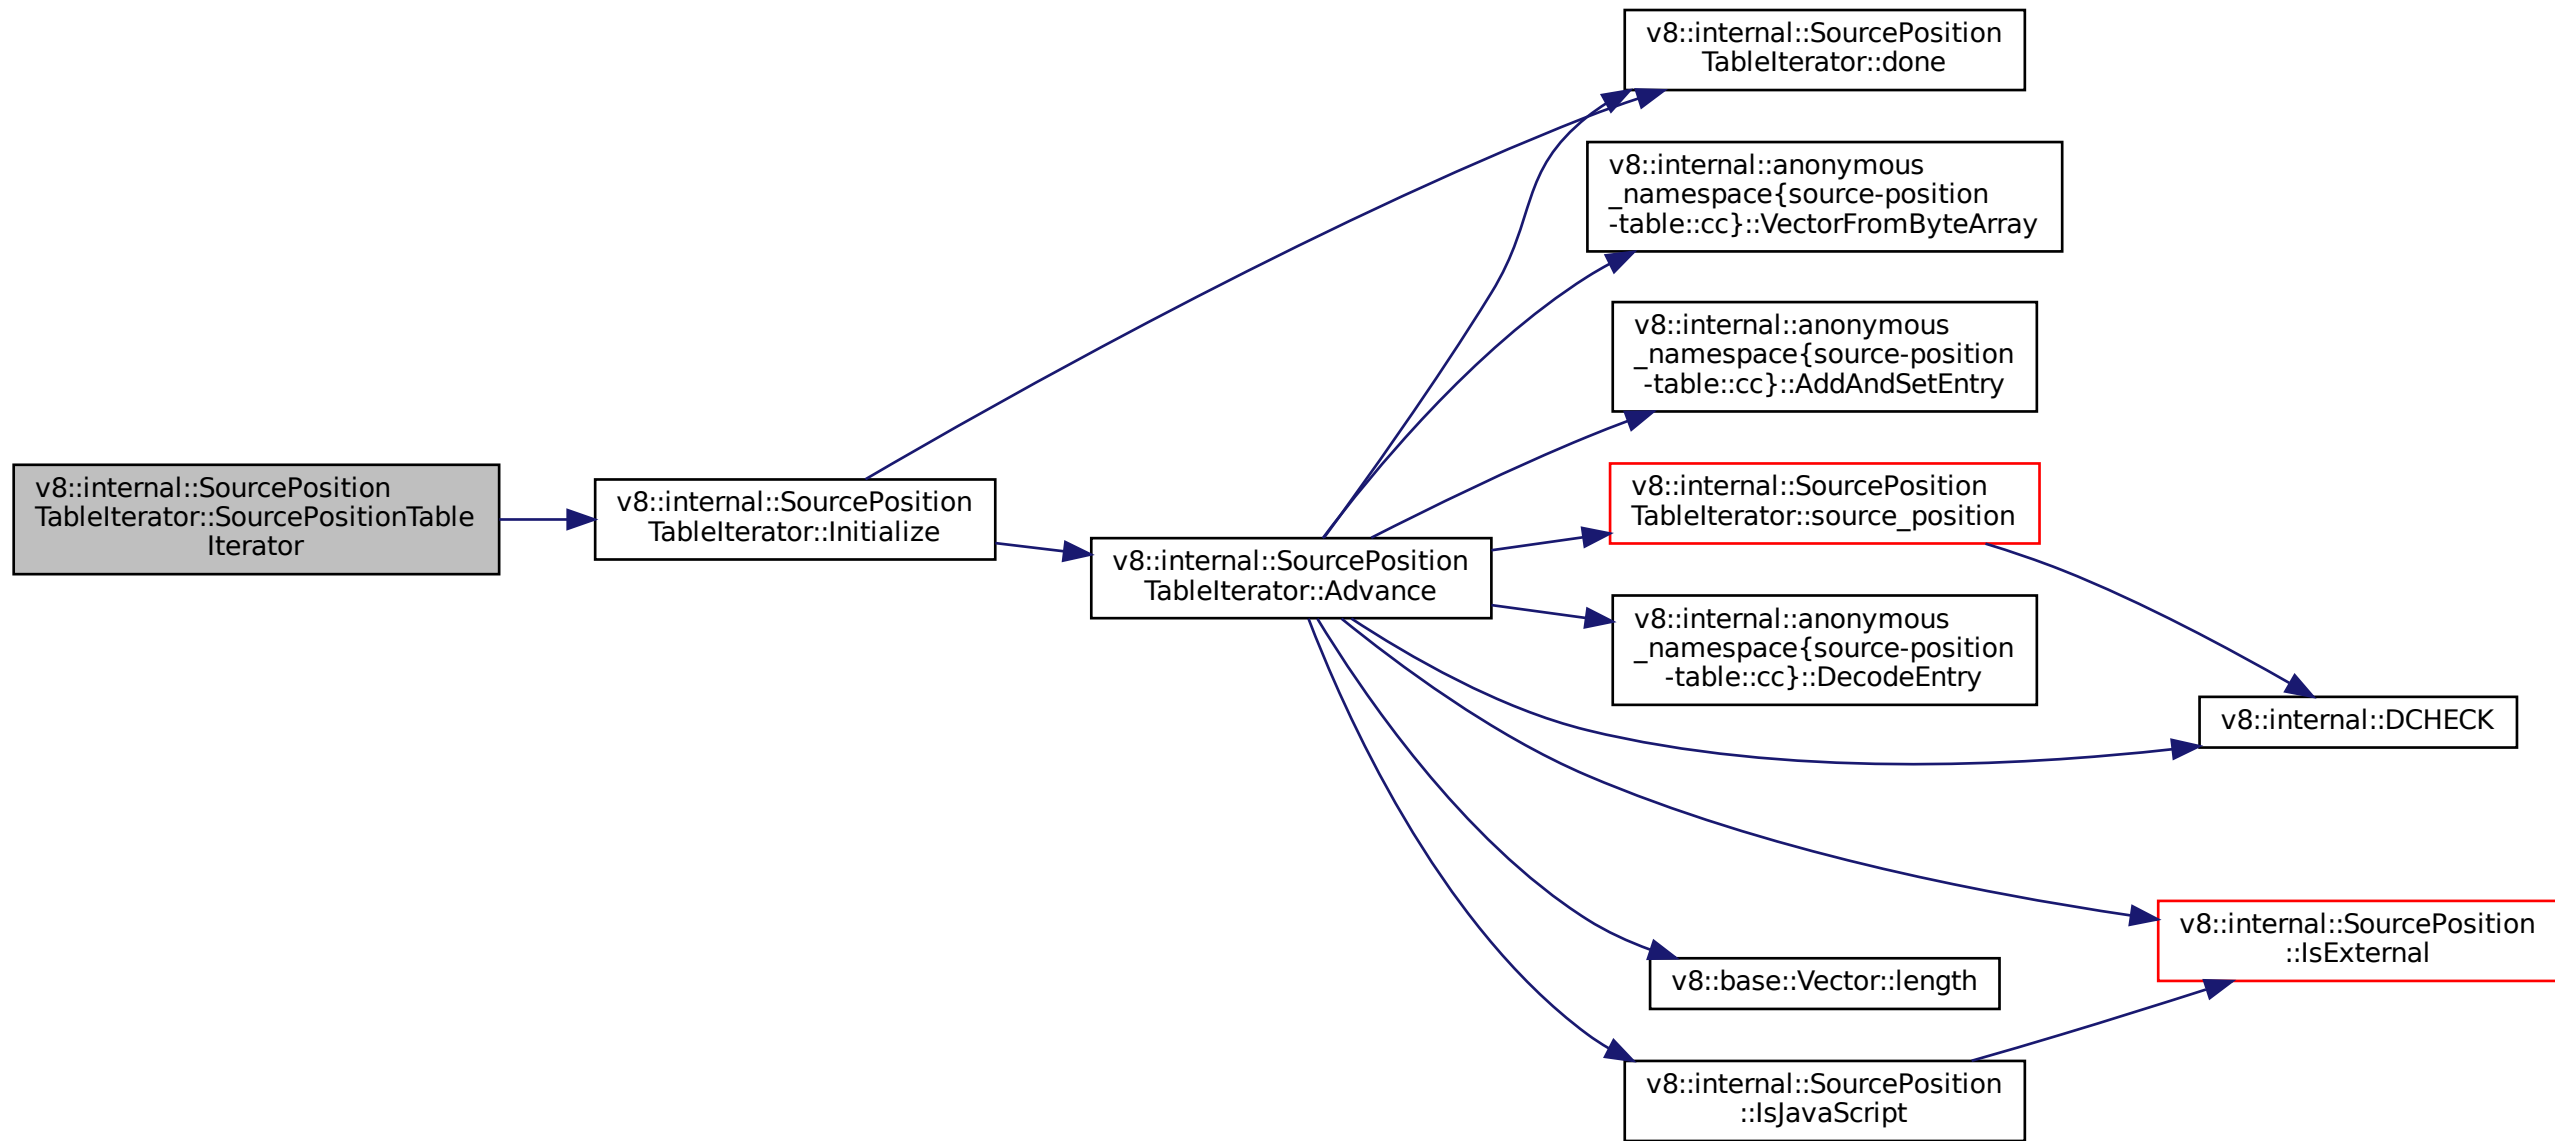 v8::internal::SourcePosition
TableIterator::SourcePositionTable
Iterator
v8::internal::SourcePosition
TableIterator::Initialize
v8::internal::SourcePosition
TableIterator::Advance
v8::internal::SourcePosition
TableIterator::done
v8::internal::anonymous
_namespace{source-position
-table::cc}::VectorFromByteArray
v8::internal::anonymous
_namespace{source-position
-table::cc}::AddAndSetEntry
v8::internal::SourcePosition
TableIterator::source_position
v8::internal::anonymous
_namespace{source-position
-table::cc}::DecodeEntry
v8::internal::DCHECK
v8::internal::SourcePosition
::IsExternal
v8::base::Vector::length
v8::internal::SourcePosition
::IsJavaScript